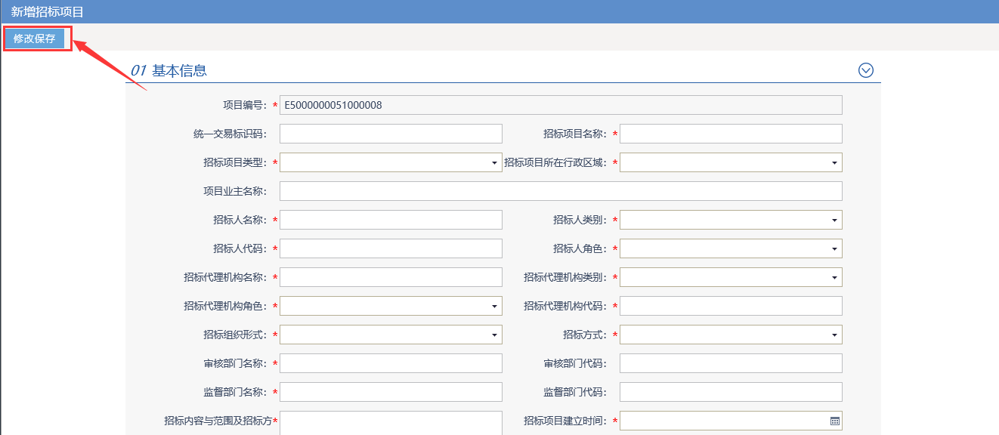 新增招标项目
修改保存
01 基本信息
项目编号: * E5000000051000008
统一交易标识码: 招标项目名称: *
招标项目类型: * 招标项目所在行政区域: *
项目业主名称:
招标人名称: * 招标人类别: *
招标人代码: * 招标人角色: *
招标代理机构名称: * 招标代理机构类别: *
招标代理机构角色: * 招标代理机构代码: *
招标组织形式: * 招标方式: *
审核部门名称: * 审核部门代码:
监督部门名称: * 监督部门代码:
招标内容与范围及招标方* 招标项目建立时间: *